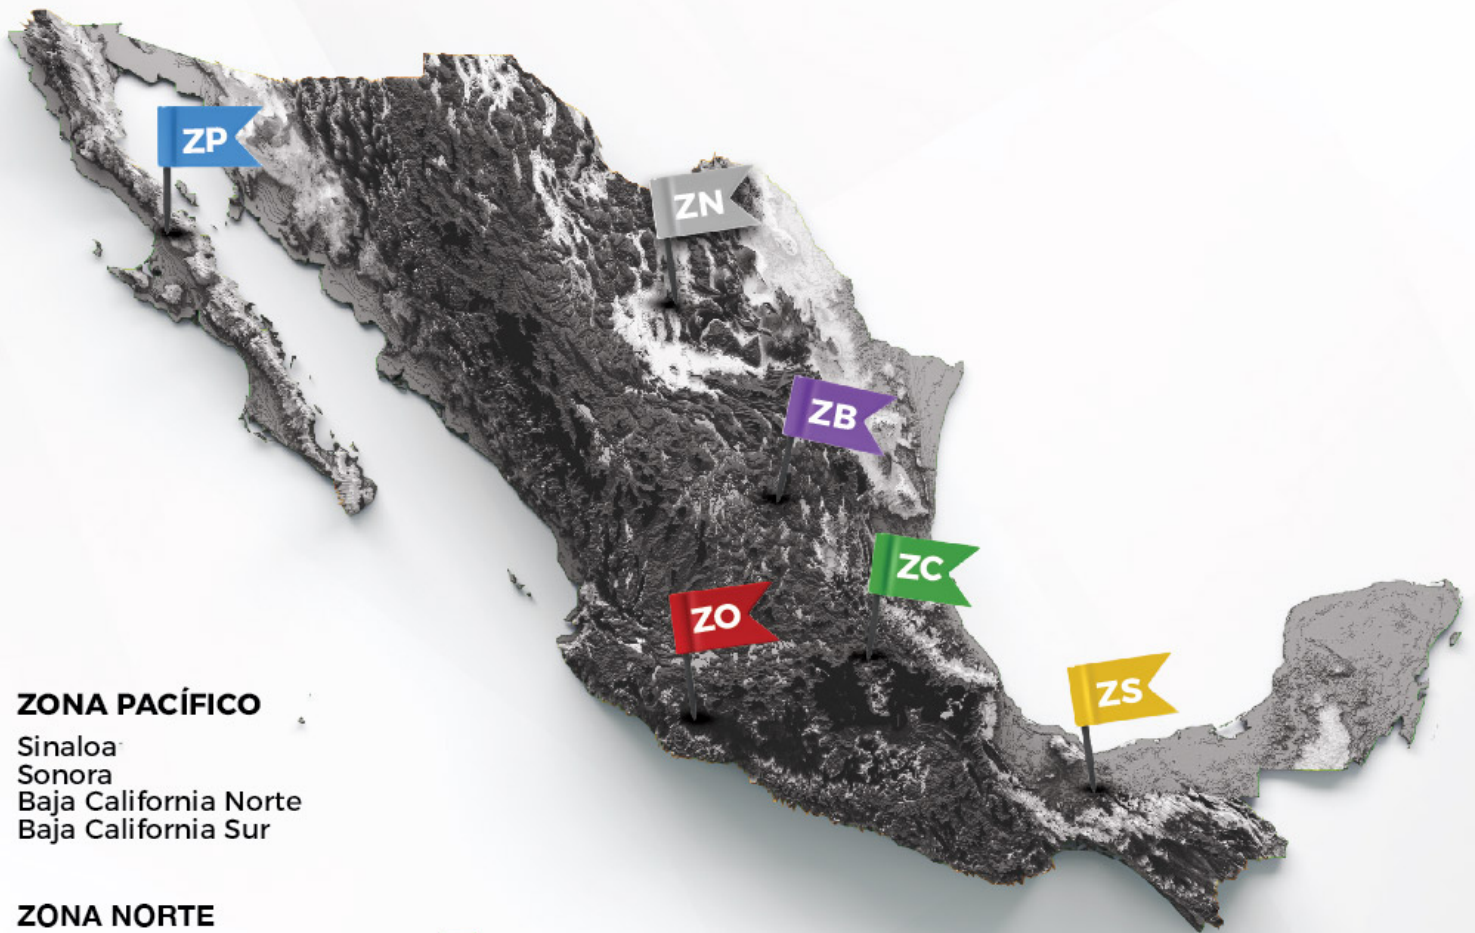 ZP
ZN
ZB
ZC
ZO
ZS
ZONA PACÍFICO
Sinaloa
Sonora
Baja California Norte
Baja California Sur
ZONA NORTE